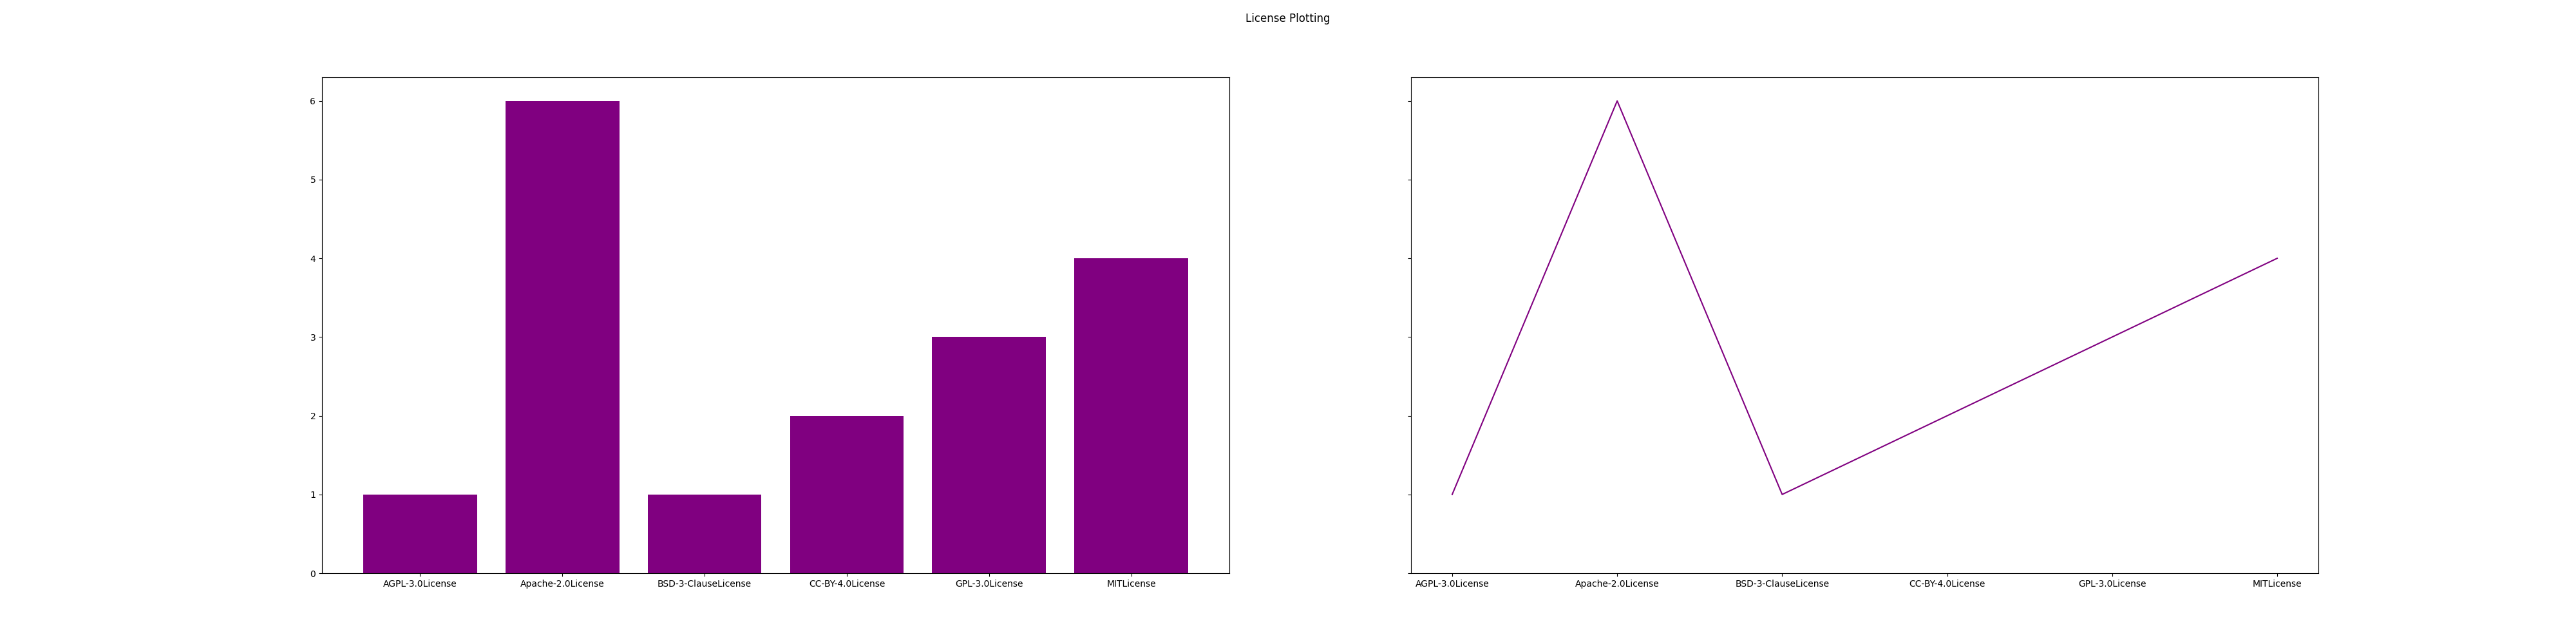 License Plotting
6
5
4
3
2
1
0
AGPL-3.0License Apache-2.0License BSD-3-ClauseLicense CC-BY-4.0License GPL-3.0License MITLicense
AGPL-3.0License Apache-2.0License BSD-3-ClauseLicense CC-BY-4.0License GPL-3.0License MITLicense